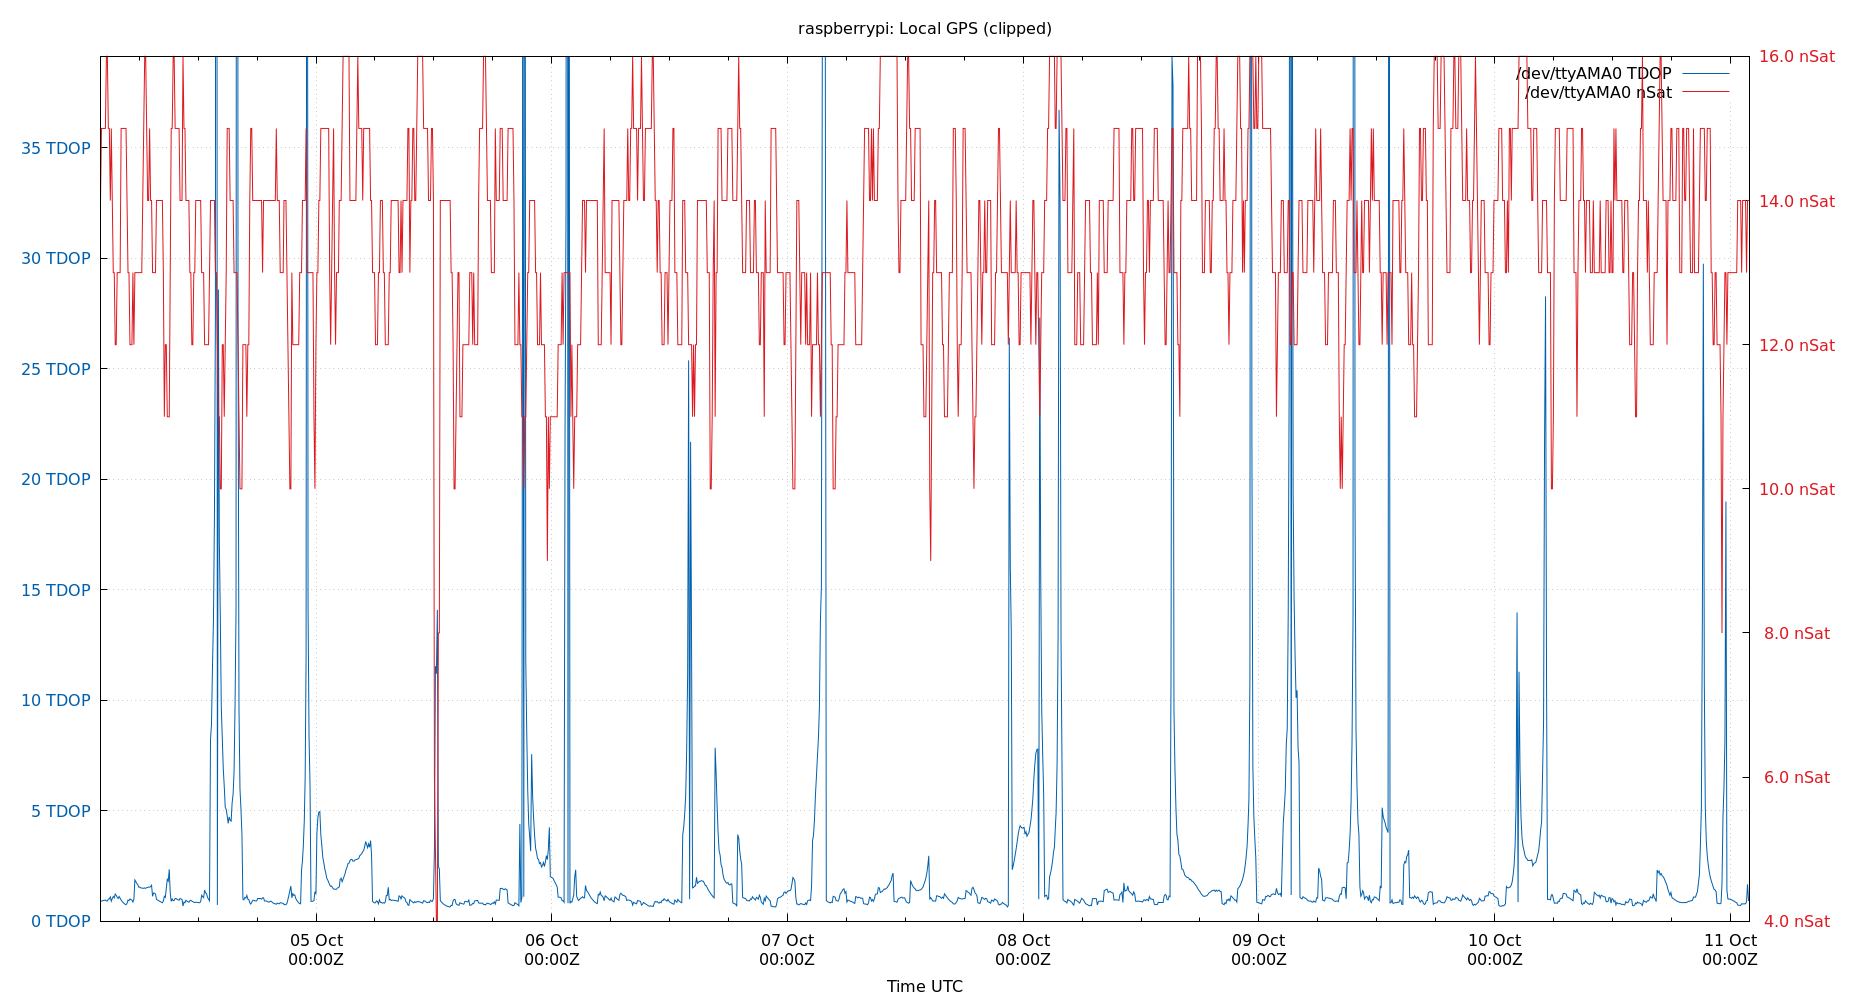 raspberrypi: Local GPS (clipped)
/dev/ttyAMA0 TDOP
/dev/ttyAMA0 nSat
35 TDOP
30 TDOP
25 TDOP
20 TDOP
15 TDOP
10 TDOP
5 TDOP
0 TDOP
16.0 nSat
14.0 nSat
12.0 nSat
10.0 nSat
8.0 nSat
6.0 nSat
4.0 nSat
05 Oct
00:00Z
06 Oct
00:00Z
07 Oct
00:00Z
08 Oct
00:00Z
09 Oct
00:00Z
10 Oct
00:00Z
11 Oct
00:00Z
Time UTC